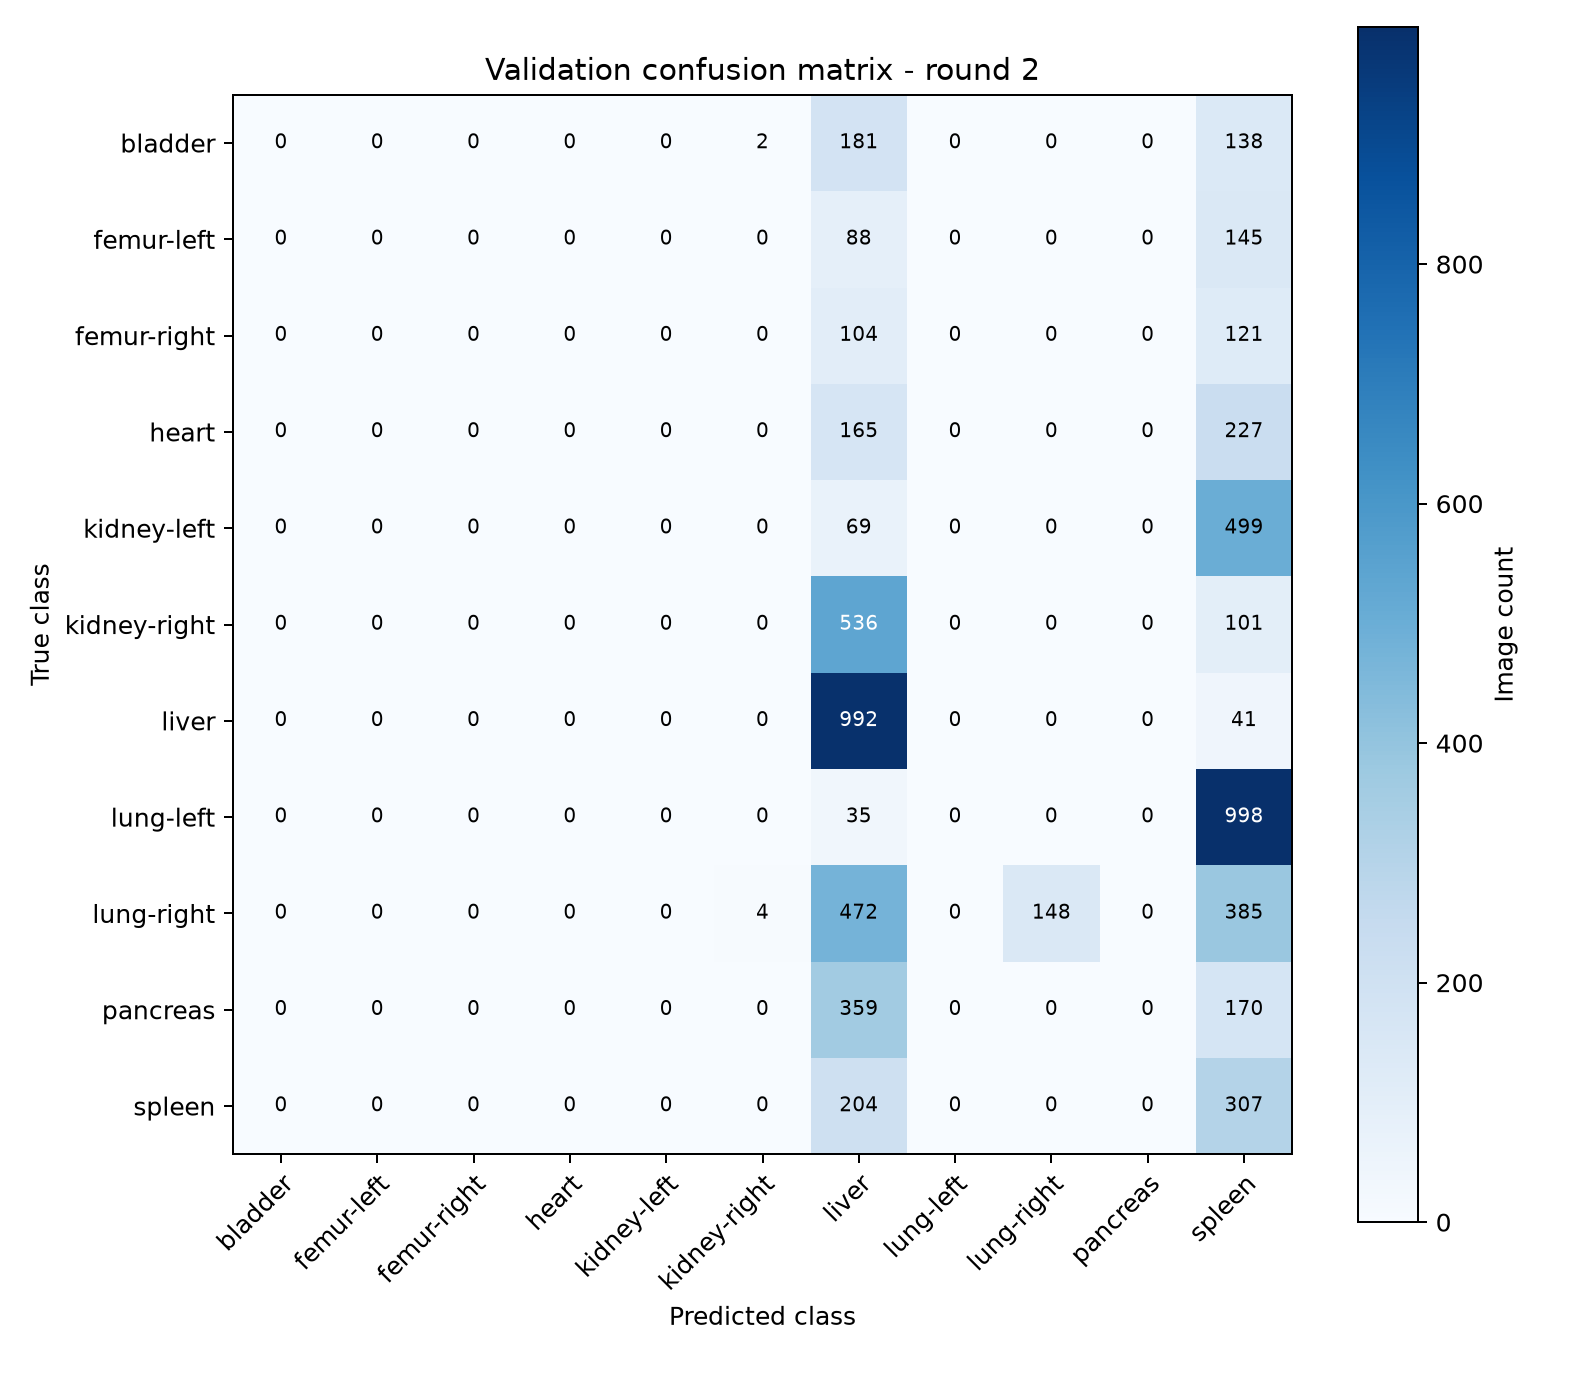 Validation confusion matrix - round 2
True class
bladder 0 0 0 0 0 2 181 0 0 0 138
femur-left 0 0 0 0 0 0 88 0 0 0 145
femur-right 0 0 0 0 0 0 104 0 0 0 121
heart 0 0 0 0 0 0 165 0 0 0 227
kidney-left 0 0 0 0 0 0 69 0 0 0 499
kidney-right 0 0 0 0 0 0 536 0 0 0 101
liver 0 0 0 0 0 0 992 0 0 0 41
lung-left 0 0 0 0 0 0 35 0 0 0 998
lung-right 0 0 0 0 0 4 472 0 148 0 385
pancreas 0 0 0 0 0 0 359 0 0 0 170
spleen 0 0 0 0 0 0 204 0 0 0 307
bladder femur-left femur-right heart kidney-left kidney-right liver lung-left lung-right pancreas spleen
Predicted class
800
600
400
200
0
Image count